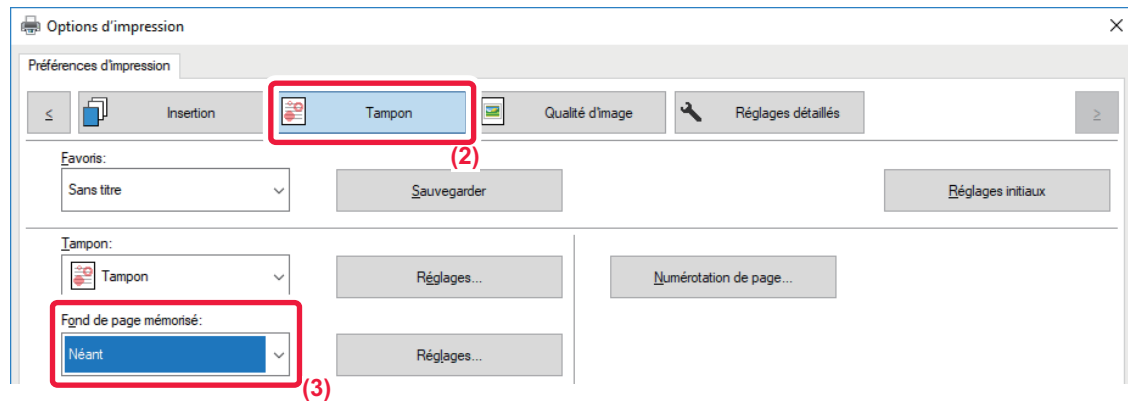 Options d'impression
Préférences d'impression
< Insertion Tampon Qualité d'image Réglages détaillés >
(2)
Favoris:
Sans titre Sauvegarder Réglages initiaux
Tampon:
Tampon Réglages... Numérotation de page...
Fond de page mémorisé:
Néant Réglages...
(3)